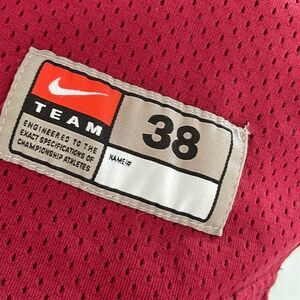 TEAM
ENGINEERED TO THE
EXACT SPECIFICATIONS OF
CHAMPIONSHIP ATHLETES
38
NAME/#